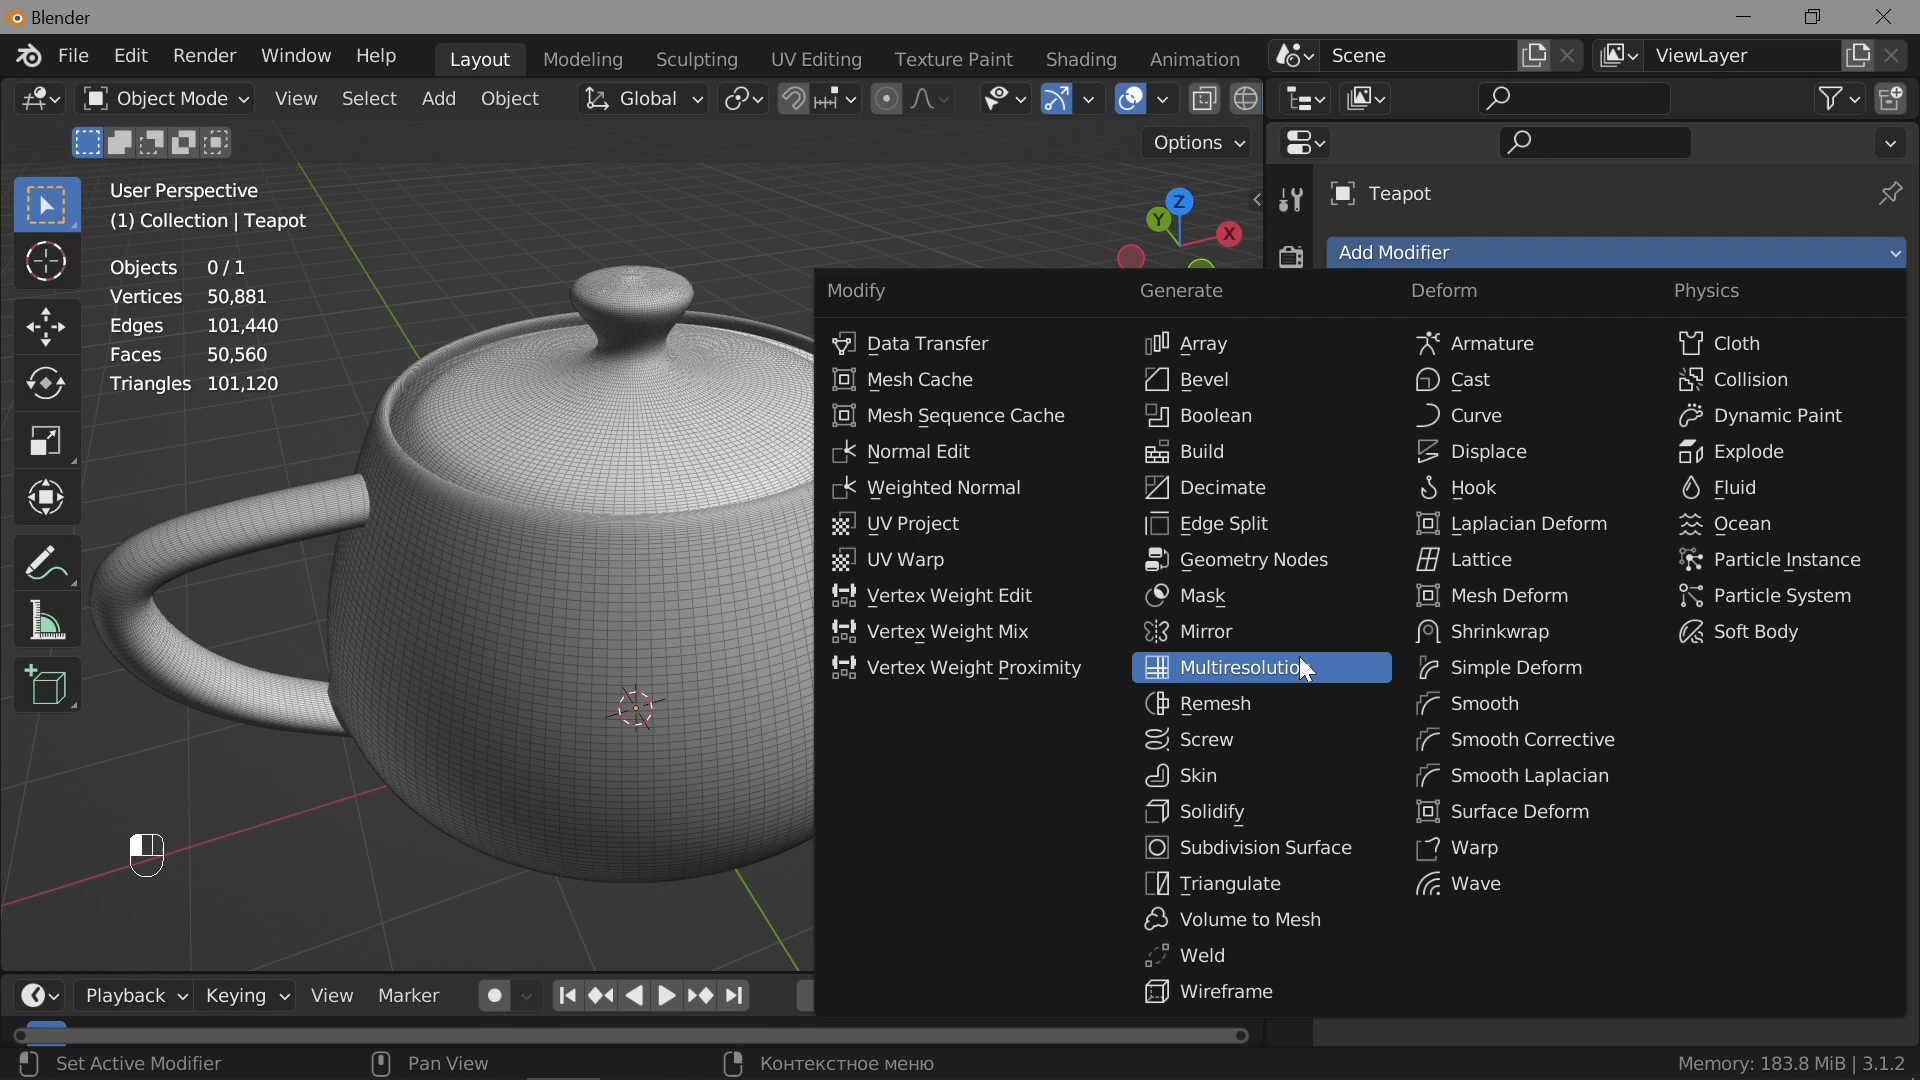 Blender
File Edit Render Window Help Layout Modeling Sculpting UV Editing Texture Paint Shading Animation Scene ViewLayer
Object Mode View Select Add Object Global
Options
User Perspective
(1) Collection | Teapot
Objects 0 / 1
Vertices 50,881
Edges 101,440
Faces 50,560
Triangles 101,120
Z
Y
X
Teapot
Add Modifier
Modify Generate Deform Physics
Data Transfer Array Armature Cloth
Mesh Cache Bevel Cast Collision
Mesh Sequence Cache Boolean Curve Dynamic Paint
Normal Edit Build Displace Explode
Weighted Normal Decimate Hook Fluid
UV Project Edge Split Laplacian Deform Ocean
UV Warp Geometry Nodes Lattice Particle Instance
Vertex Weight Edit Mask Mesh Deform Particle System
Vertex Weight Mix Mirror Shrinkwrap Soft Body
Vertex Weight Proximity Multiresolution Simple Deform
Remesh Smooth
Screw Smooth Corrective
Skin Smooth Laplacian
Solidify Surface Deform
Subdivision Surface Warp
Triangulate Wave
Volume to Mesh
Weld
Wireframe
Playback Keying View Marker
Set Active Modifier Pan View Контекстное меню Memory: 183.8 MiB | 3.1.2